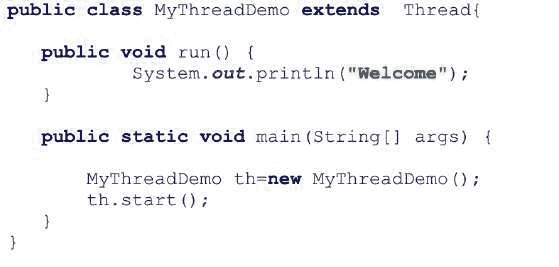 public class MyThreadDemo extends Thread{
public void run() {
System.out.println("Welcome");
}
public static void main(String[] args) {
MyThreadDemo th=new MyThreadDemo();
th.start();
}
}